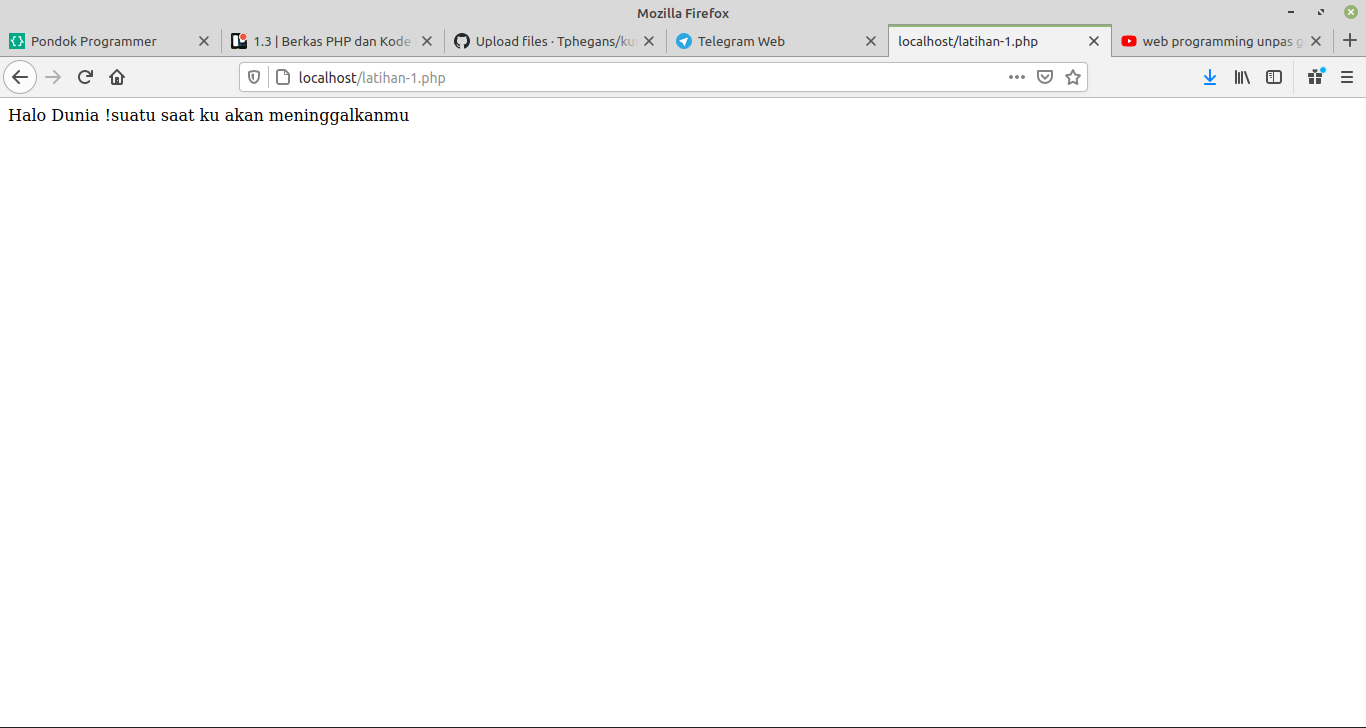 Mozilla Firefox
Pondok Programmer
1.3 | Berkas PHP dan Kode
Upload files · Tphegans/ku
Telegram Web
localhost/latihan-1.php
web programming unpas g
localhost/latihan-1.php
Halo Dunia !suatu saat ku akan meninggalkanmu